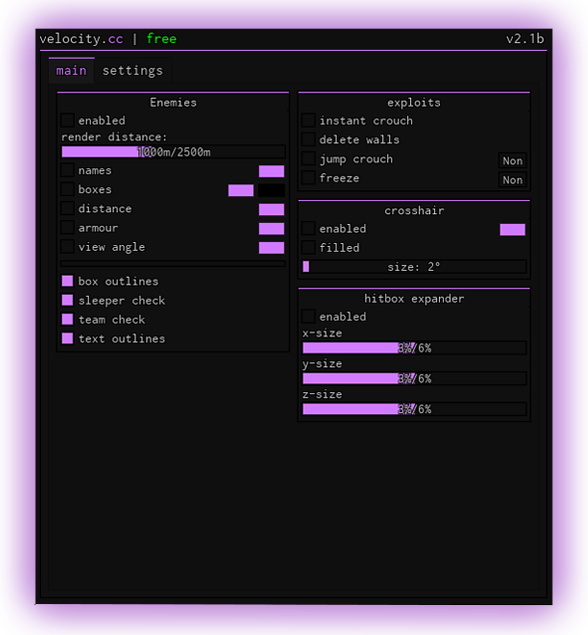 velocity.cc | free
v2.1b
main settings
Enemies
enabled
render distance:
1000m/2500m
names
boxes
distance
armour
view angle
box outlines
sleeper check
team check
text outlines
exploits
instant crouch
delete walls
jump crouch Non
freeze Non
crosshair
enabled
filled
size: 2°
hitbox expander
enabled
x-size
3%/6%
y-size
3%/6%
z-size
3%/6%